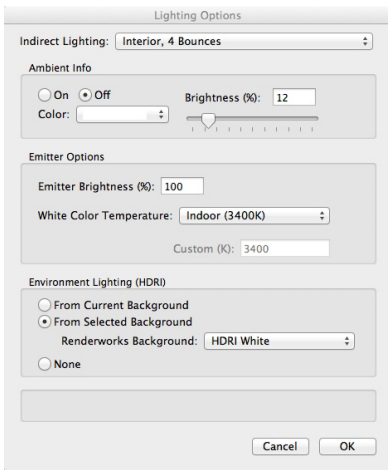 Lighting Options
Indirect Lighting: Interior, 4 Bounces
Ambient Info
On Off Brightness (%): 12
Color:
Emitter Options
Emitter Brightness (%): 100
White Color Temperature: Indoor (3400K)
Custom (K): 3400
Environment Lighting (HDRI)
From Current Background
From Selected Background
Renderworks Background: HDRI White
None
Cancel OK